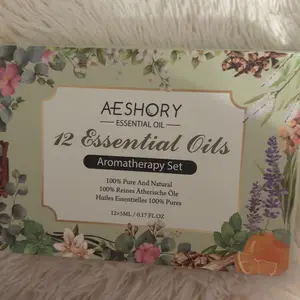 AESHORY
ESSENTIAL OIL
12 Essential Oils
Aromatherapy Set
100% Pure And Natural
100% Reines Ätherische Öle
Huiles Essentielles 100% Pures
12×5ML / 0.17 FL.OZ